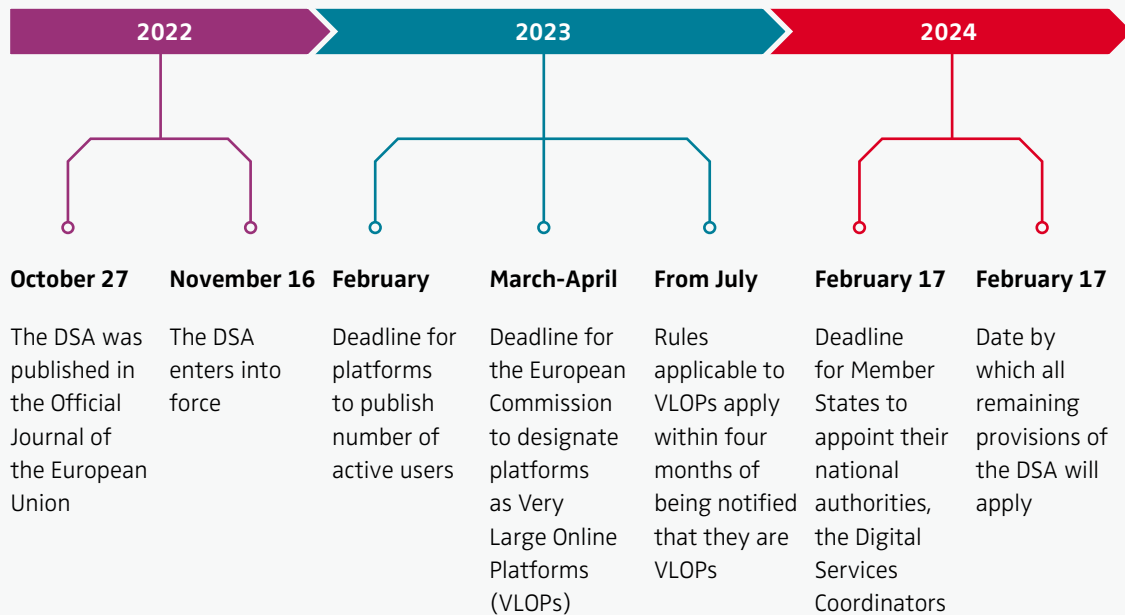 2022
2023
2024
October 27
The DSA was
published in
the Official
Journal of
the European
Union
November 16
The DSA
enters into
force
February
Deadline for
platforms
to publish
number of
active users
March-April
Deadline for
the European
Commission
to designate
platforms
as Very
Large Online
Platforms
(VLOPs)
From July
Rules
applicable to
VLOPs apply
within four
months of
being notified
that they are
VLOPs
February 17
Deadline
for Member
States to
appoint their
national
authorities,
the Digital
Services
Coordinators
February 17
Date by
which all
remaining
provisions of
the DSA will
apply